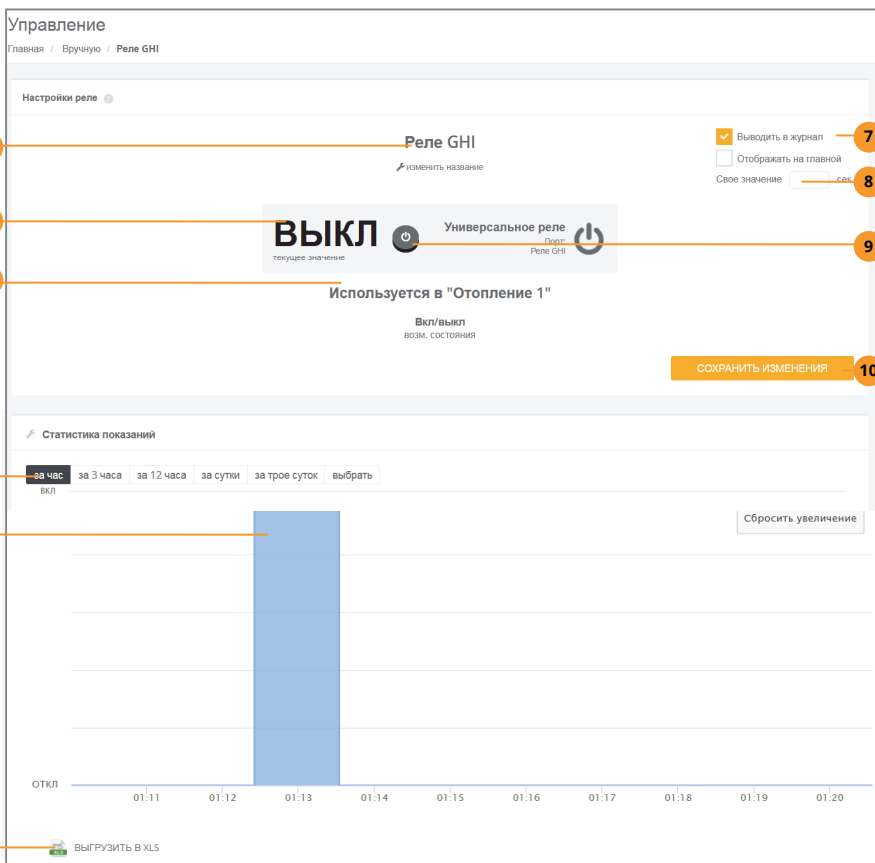 Управление
Главная / Вручную / Реле GHI
Настройки реле ?
Реле GHI
изменить название
Выводить в журнал
7
Отображать на главной
Свое значение
сек
8
ВЫКЛ
текущее значение
Универсальное реле
Порт:
Реле GHI
9
Используется в "Отопление 1"
Вкл/выкл
возм. состояния
СОХРАНИТЬ ИЗМЕНЕНИЯ
10
Статистика показаний
за час за 3 часа за 12 часа за сутки за трое суток выбрать
ВКЛ
Сбросить увеличение
ОТКЛ
01:11 01:12 01:13 01:14 01:15 01:16 01:17 01:18 01:19 01:20
XLS
ВЫГРУЗИТЬ В XLS